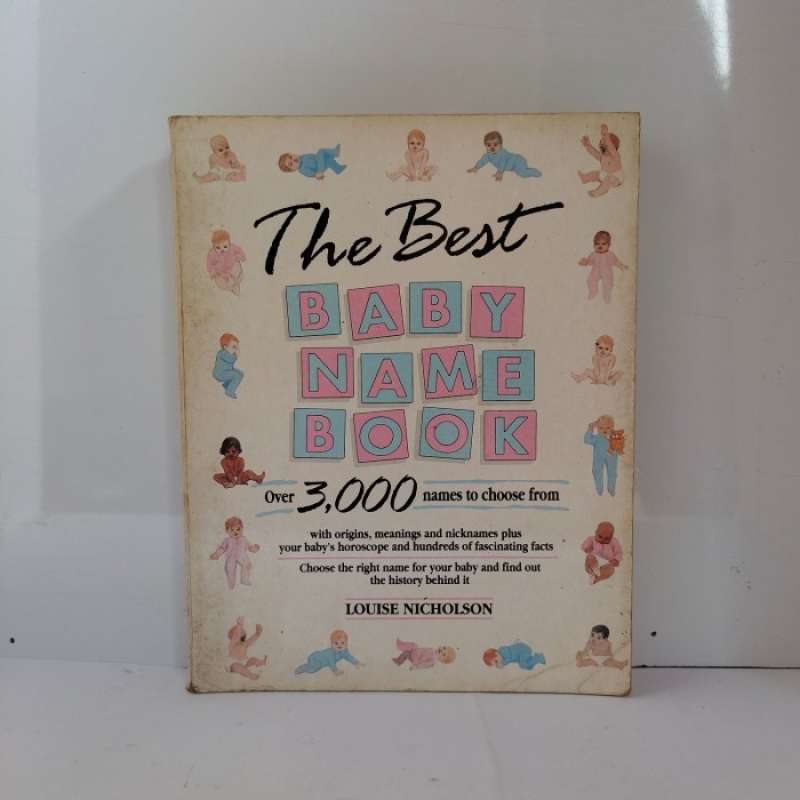 The Best
BABY
NAME
BOOK
Over 3,000 names to choose from
with origins, meanings and nicknames plus
your baby's horoscope and hundreds of fascinating facts
Choose the right name for your baby and find out
the history behind it
LOUISE NICHOLSON